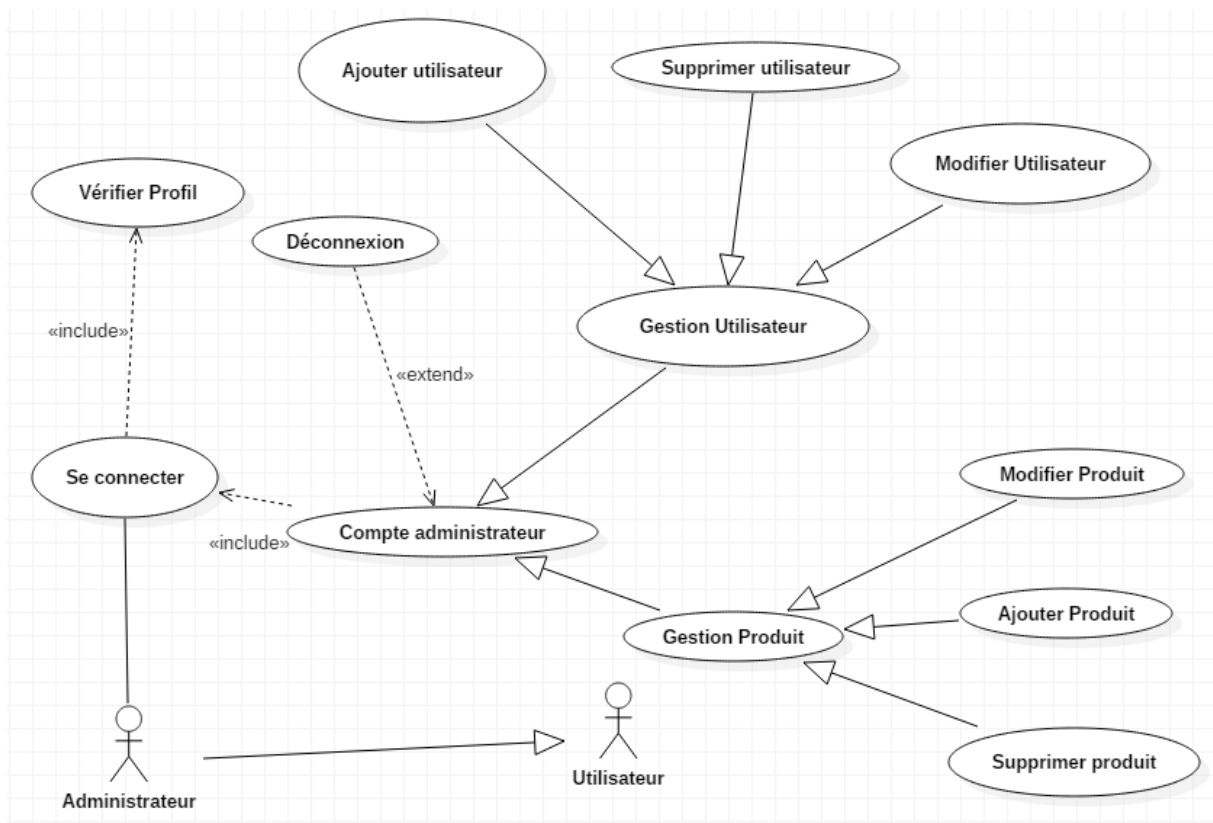 Ajouter utilisateur
Supprimer utilisateur
Modifier Utilisateur
Vérifier Profil
Déconnexion
Gestion Utilisateur
«include»
«extend»
Se connecter
Modifier Produit
Compte administrateur
«include»
Ajouter Produit
Gestion Produit
Supprimer produit
Utilisateur
Administrateur